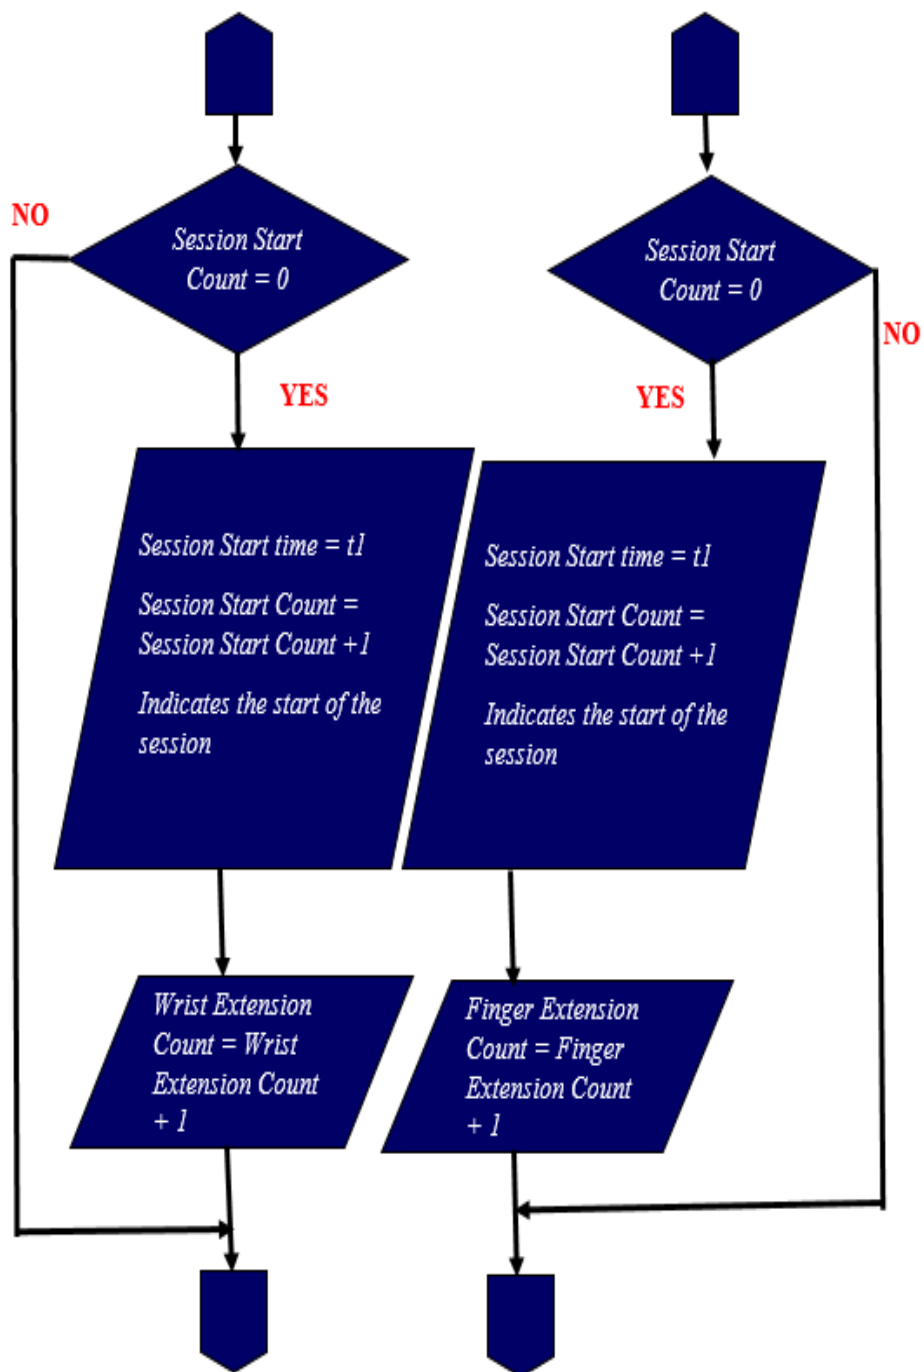 NO
Session Start
Count = 0
YES
Session Start time = t1
Session Start Count =
Session Start Count +1
Indicates the start of the
session
Wrist Extension
Count = Wrist
Extension Count
+ 1
Session Start
Count = 0
NO
YES
Session Start time = t1
Session Start Count =
Session Start Count +1
Indicates the start of the
session
Finger Extension
Count = Finger
Extension Count
+ 1